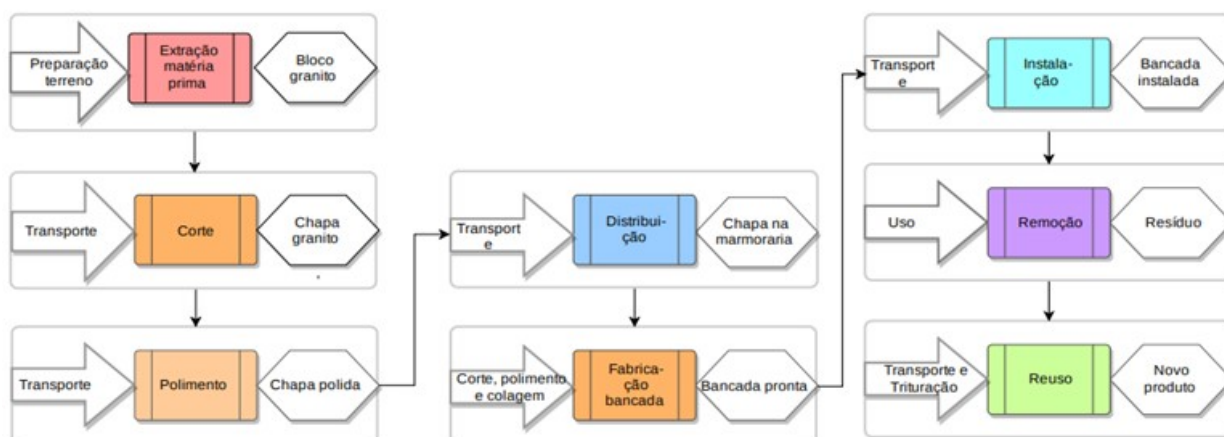 Preparação
terreno
Extração
matéria
prima
Bloco
granito
Transporte
Corte
Chapa
granito
,
Transporte
Polimento
Chapa polida
Transport
e
Distribui-
ção
Chapa na
marmoraria
Corte, polimento
e colagem
Fabrica-
ção
bancada
Bancada pronta
Transport
e
Instala-
ção
Bancada
instalada
Uso
Remoção
Resíduo
Transporte e
Trituração
Reuso
Novo
produto